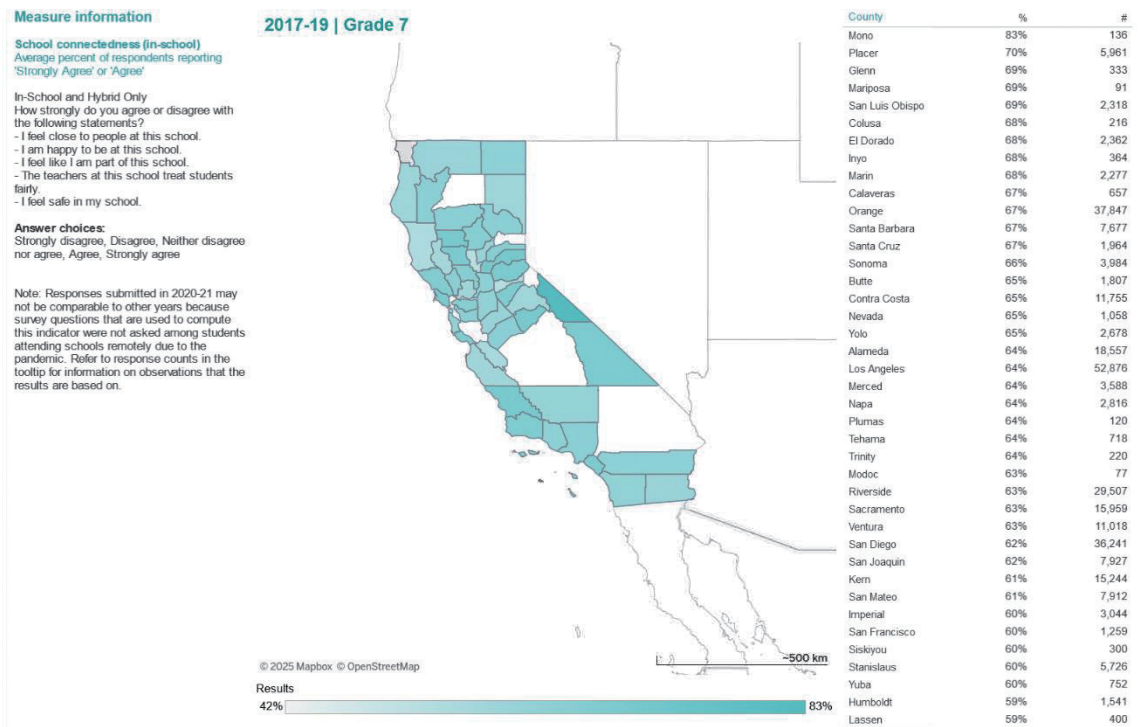 Measure information
School connectedness (in-school)
Average percent of respondents reporting
'Strongly Agree' or 'Agree'
In-School and Hybrid Only
How strongly do you agree or disagree with
the following statements?
- I feel close to people at this school.
- I am happy to be at this school.
- I feel like I am part of this school.
- The teachers at this school treat students
fairly.
- I feel safe in my school.
Answer choices:
Strongly disagree, Disagree, Neither disagree
nor agree, Agree, Strongly agree
Note: Responses submitted in 2020-21 may
not be comparable to other years because
survey questions that are used to compute
this indicator were not asked among students
attending schools remotely due to the
pandemic. Refer to response counts in the
tooltip for information on observations that the
results are based on.
2017-19 | Grade 7
© 2025 Mapbox © OpenStreetMap
~500 km
Results
42% 83%
County % #
Mono 83% 136
Placer 70% 5,961
Glenn 69% 333
Mariposa 69% 91
San Luis Obispo 69% 2,318
Colusa 68% 216
El Dorado 68% 2,362
Inyo 68% 364
Marin 68% 2,277
Calaveras 67% 657
Orange 67% 37,847
Santa Barbara 67% 7,677
Santa Cruz 67% 1,964
Sonoma 66% 3,984
Butte 65% 1,807
Contra Costa 65% 11,755
Nevada 65% 1,058
Yolo 65% 2,678
Alameda 64% 18,557
Los Angeles 64% 52,876
Merced 64% 3,588
Napa 64% 2,816
Plumas 64% 120
Tehama 64% 718
Trinity 64% 220
Modoc 63% 77
Riverside 63% 29,507
Sacramento 63% 15,959
Ventura 63% 11,018
San Diego 62% 36,241
San Joaquin 62% 7,927
Kern 61% 15,244
San Mateo 61% 7,912
Imperial 60% 3,044
San Francisco 60% 1,259
Siskiyou 60% 300
Stanislaus 60% 5,726
Yuba 60% 752
Humboldt 59% 1,541
Lassen 59% 400